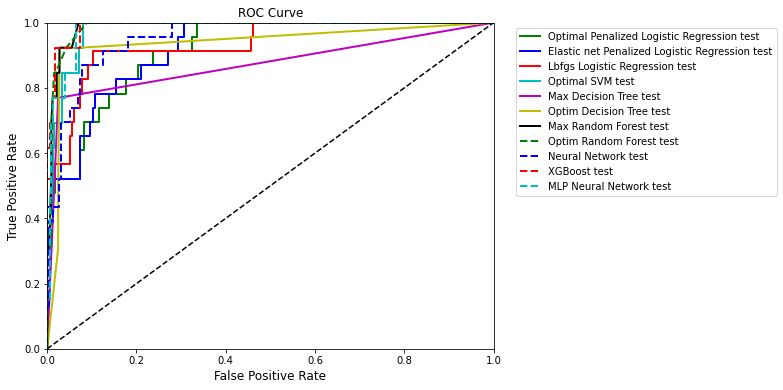 ROC Curve
1.0
0.8
0.6
0.4
0.2
0.0
True Positive Rate
0.0 0.2 0.4 0.6 0.8 1.0
False Positive Rate
Optimal Penalized Logistic Regression test
Elastic net Penalized Logistic Regression test
Lbfgs Logistic Regression test
Optimal SVM test
Max Decision Tree test
Optim Decision Tree test
Max Random Forest test
Optim Random Forest test
Neural Network test
XGBoost test
MLP Neural Network test